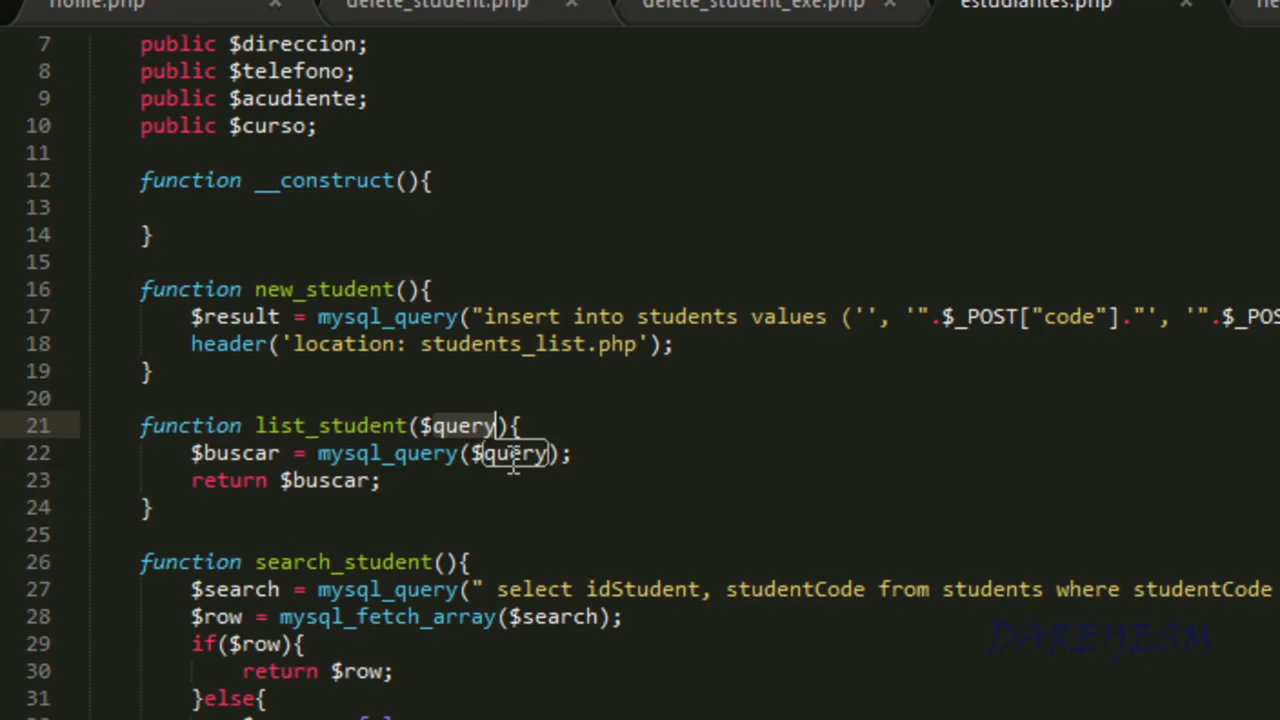 home.php × delete_student.php × delete_student_exe.php × estudiantes.php × ne
7 public $direccion;
8 public $telefono;
9 public $acudiente;
10 public $curso;
11
12 function __construct(){
13
14 }
15
16 function new_student(){
17 $result = mysql_query("insert into students values ('', '".$_POST["code"]."', '".$_POS
18 header('location: students_list.php');
19 }
20
21 function list_student($query){
22 $buscar = mysql_query($query);
23 return $buscar;
24 }
25
26 function search_student(){
27 $search = mysql_query(" select idStudent, studentCode from students where studentCode
28 $row = mysql_fetch_array($search);
29 if($row){
30 return $row;
31 }else{
DAREYESM